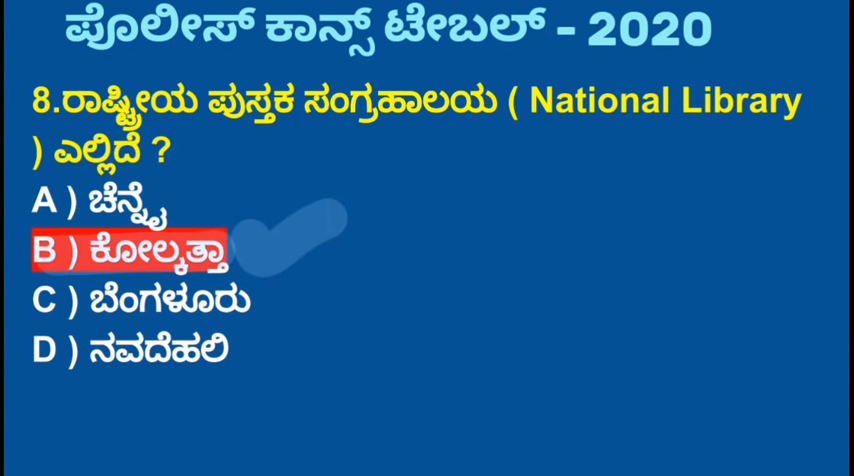 ಪೊಲೀಸ್ ಕಾನ್ಸ್ ಟೇಬಲ್ - 2020
8.ರಾಷ್ಟ್ರೀಯ ಪುಸ್ತಕ ಸಂಗ್ರಹಾಲಯ ( National Library
) ಎಲ್ಲಿದೆ ?
A ) ಚೆನ್ನೈ
B ) ಕೋಲ್ಕತ್ತಾ
C ) ಬೆಂಗಳೂರು
D ) ನವದೆಹಲಿ